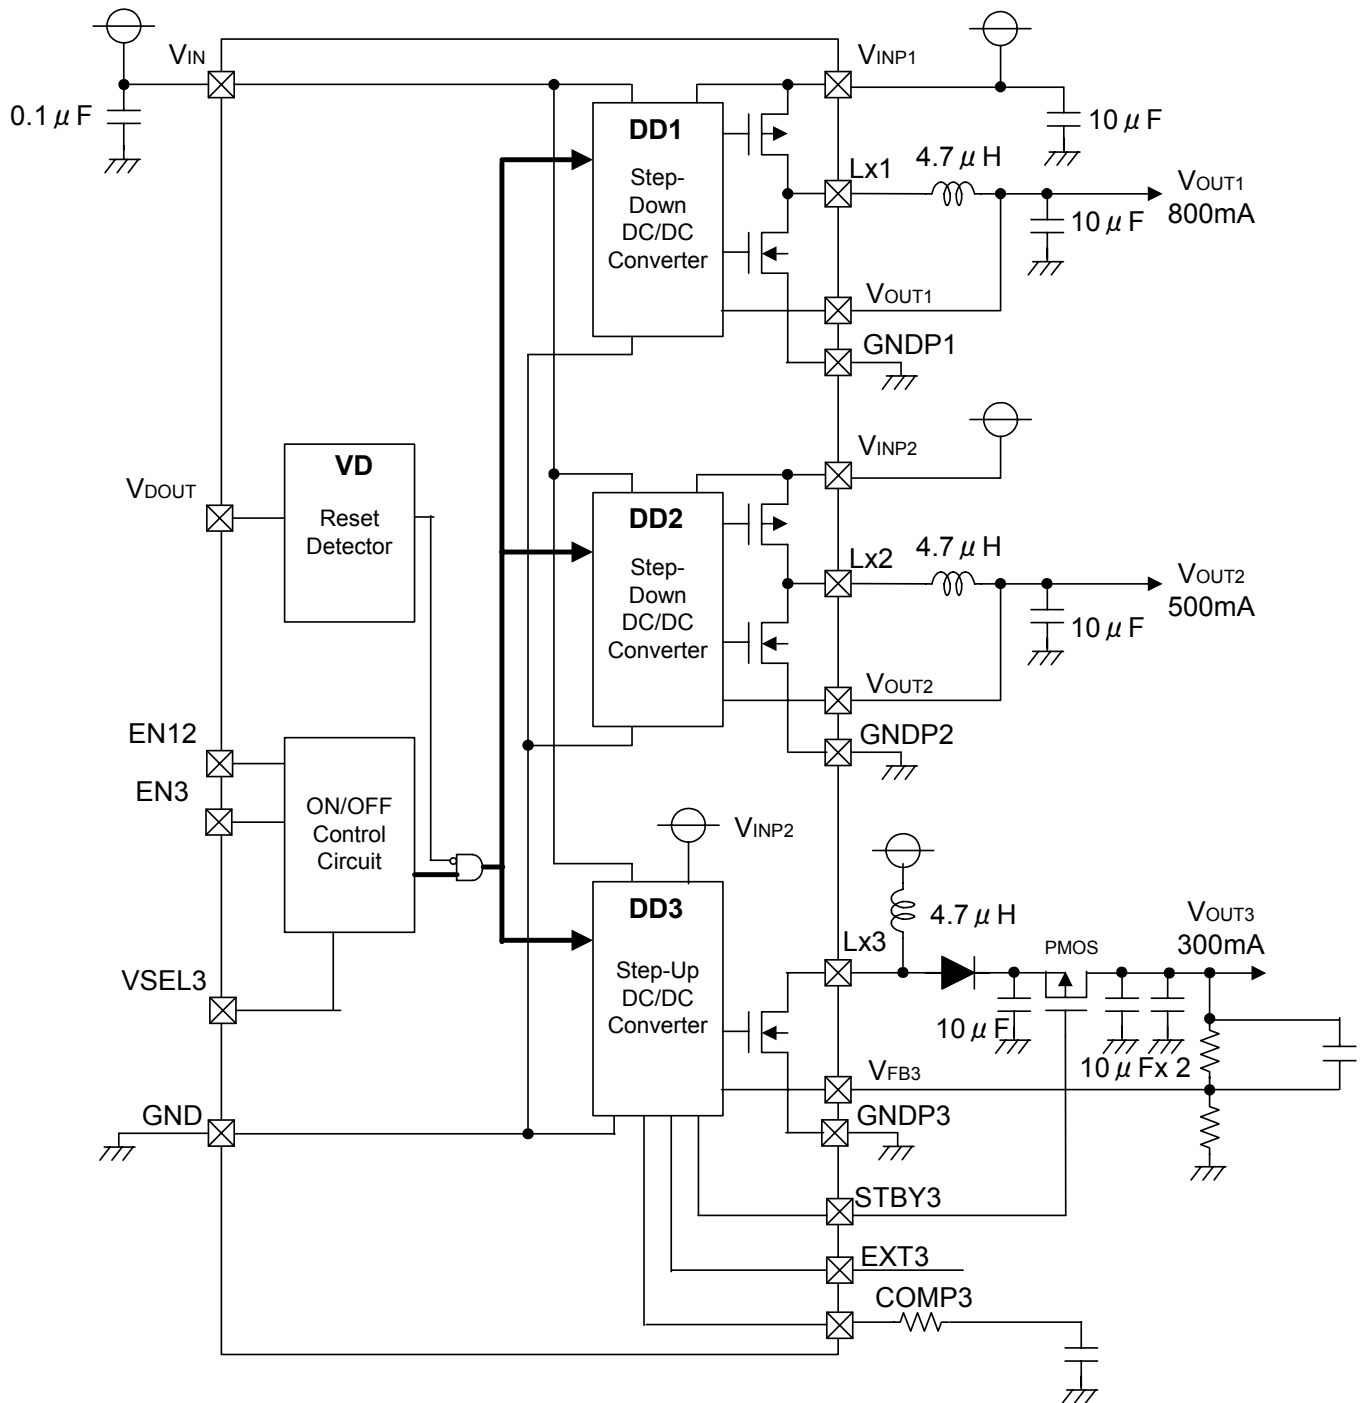 VIN
VINP1
0.1μF
DD1
Step-
Down
DC/DC
Converter
10μF
Lx1
4.7μH
VOUT1
800mA
10μF
VOUT1
GNDP1
VINP2
VD
Reset
Detector
VDOUT
DD2
Step-
Down
DC/DC
Converter
Lx2
4.7μH
VOUT2
500mA
10μF
VOUT2
GNDP2
EN12
EN3
ON/OFF
Control
Circuit
VINP2
DD3
Step-Up
DC/DC
Converter
4.7μH
Lx3
PMOS
VOUT3
300mA
VSEL3
10μF
10μFx2
VFB3
GND
GNDP3
STBY3
EXT3
COMP3